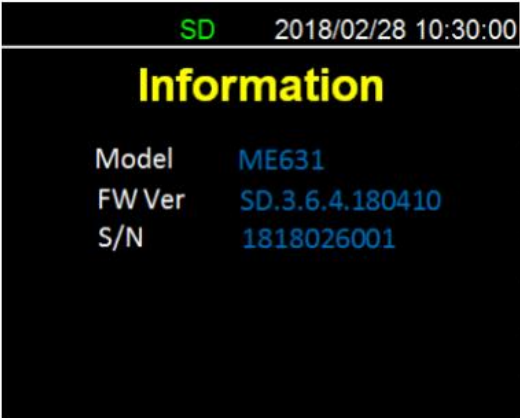 SD 2018/02/28 10:30:00
Information
Model ME631
FW Ver SD.3.6.4.180410
S/N 1818026001